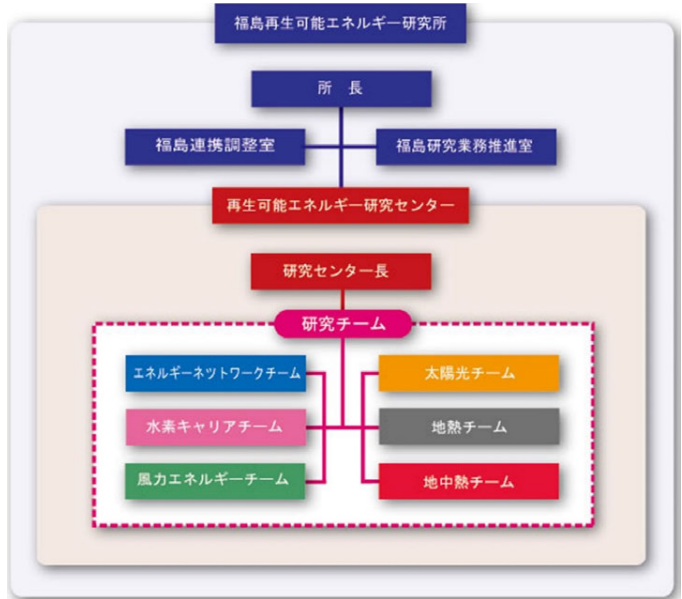 福島再生可能エネルギー研究所
所 長
福島連携調整室
福島研究業務推進室
再生可能エネルギー研究センター
研究センター長
研究チーム
エネルギーネットワークチーム
太陽光チーム
水素キャリアチーム
地熱チーム
風力エネルギーチーム
地中熱チーム